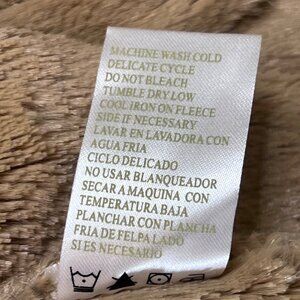 MACHINE WASH COLD
DELICATE CYCLE
DO NOT BLEACH
TUMBLE DRY LOW
COOL IRON ON FLEECE
SIDE IF NECESSARY
LAVAR EN LAVADORA CON
AGUA FRIA
CICLO DELICADO
NO USAR BLANQUEADOR
SECAR A MAQUINA CON
TEMPERATURA BAJA
PLANCHAR CON PLANCHA
FRIA DE FELPA LADO
SI ES NECESARIO